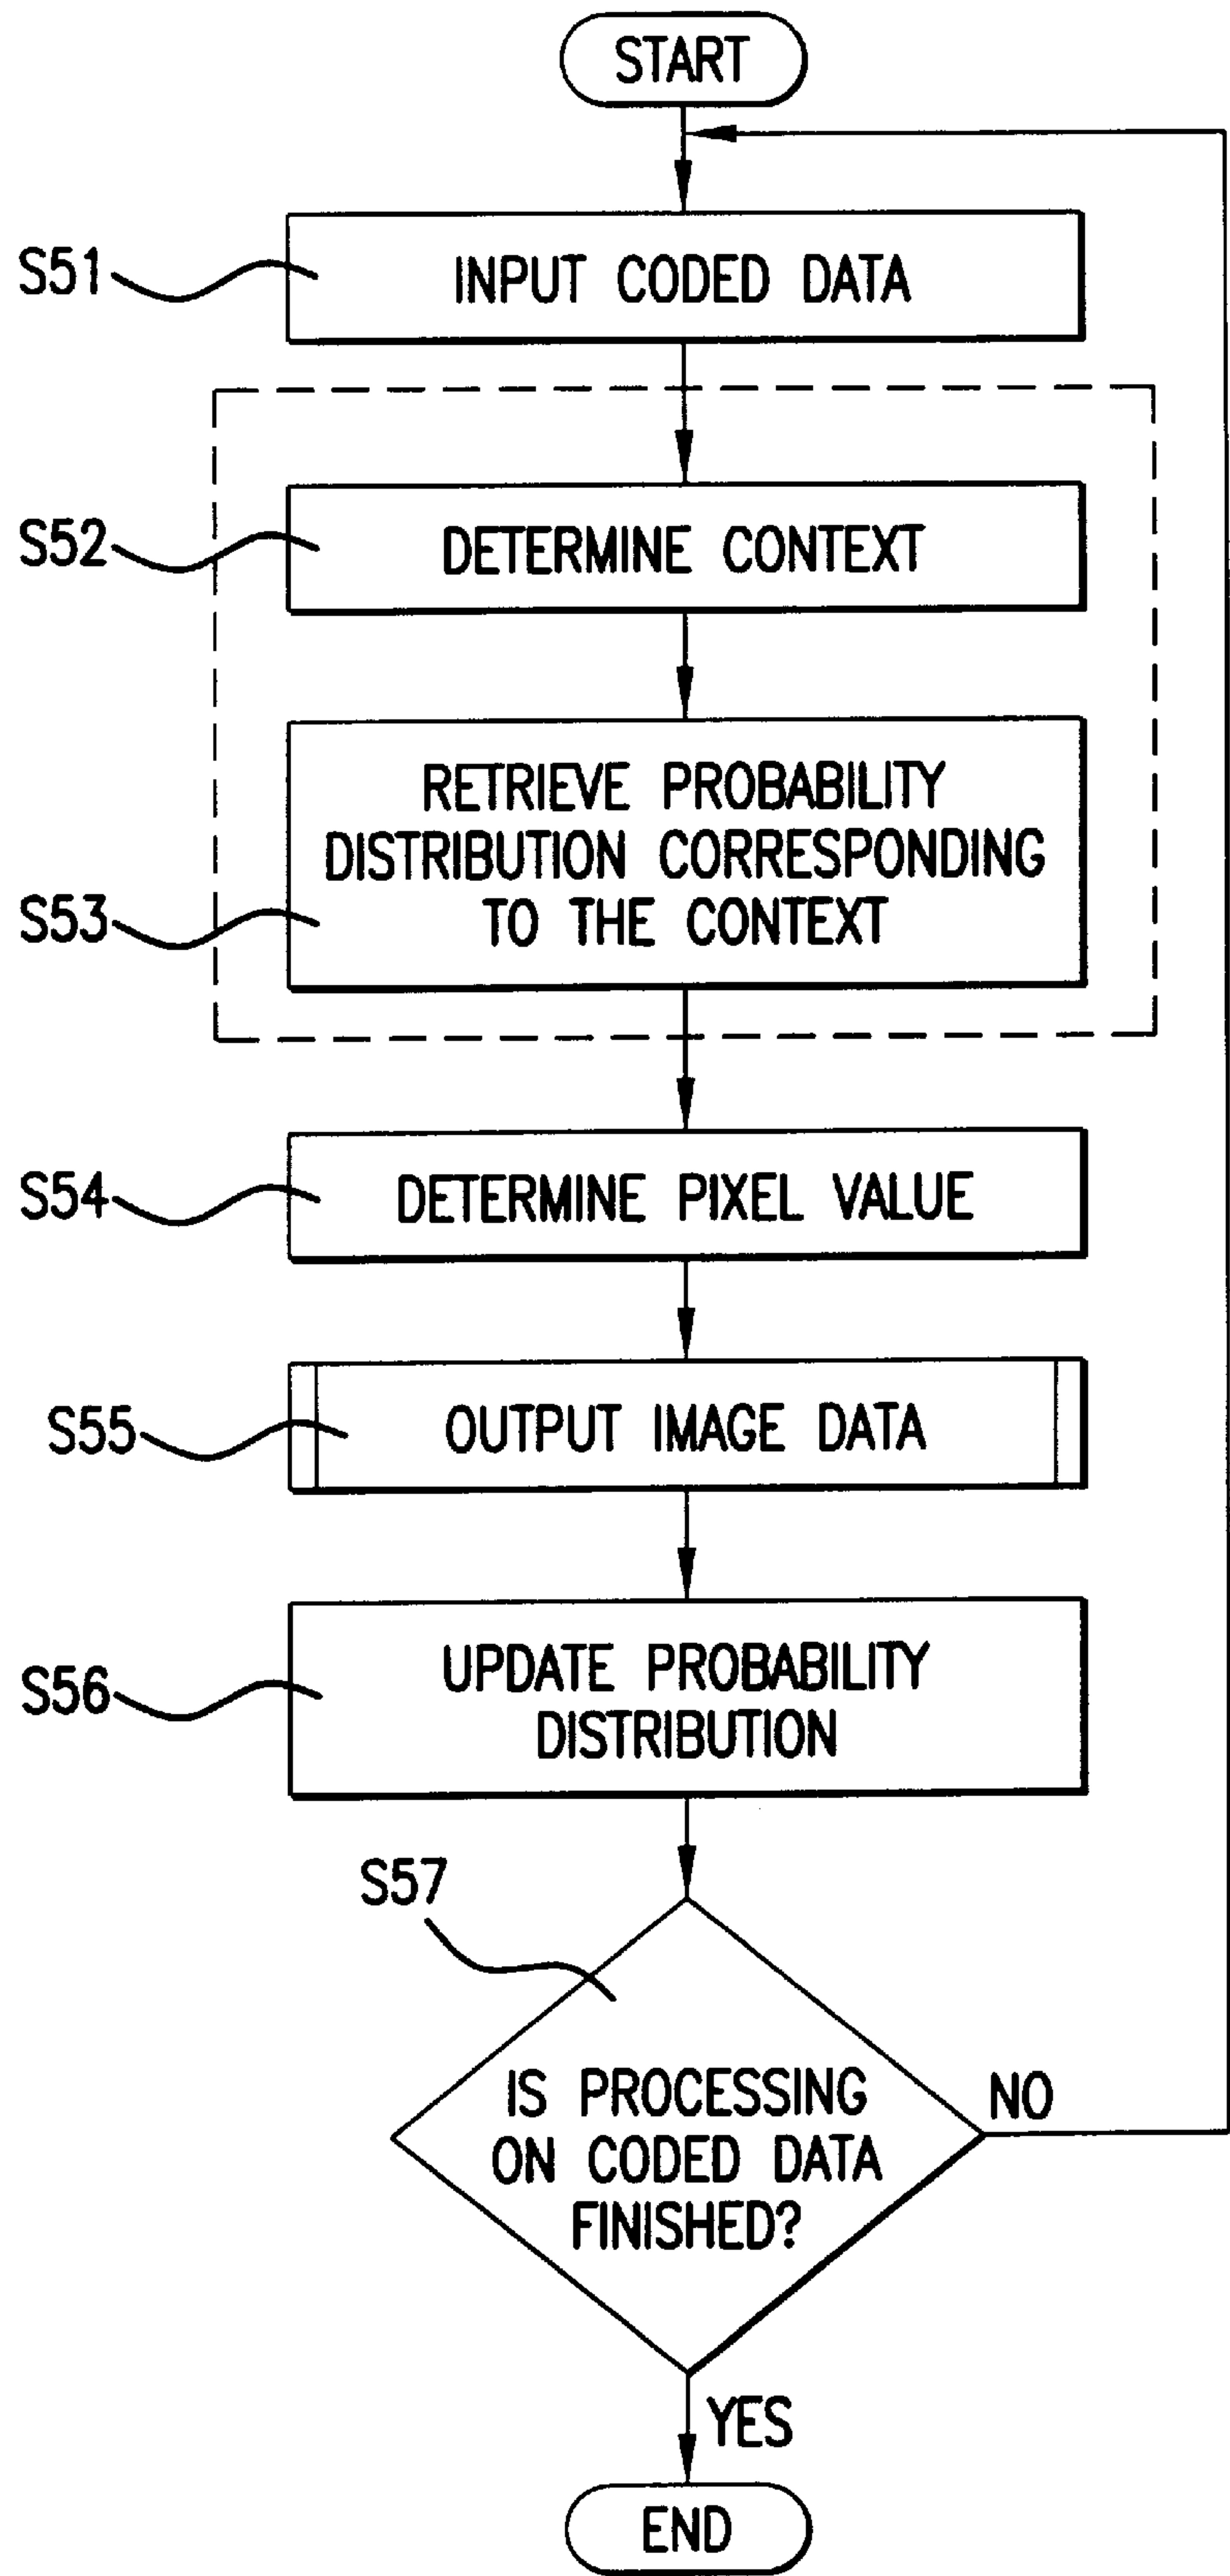 START
S51
INPUT CODED DATA
S52
DETERMINE CONTEXT
RETRIEVE PROBABILITY
DISTRIBUTION CORRESPONDING
TO THE CONTEXT
S53
S54
DETERMINE PIXEL VALUE
S55
OUTPUT IMAGE DATA
S56
UPDATE PROBABILITY
DISTRIBUTION
S57
IS PROCESSING
ON CODED DATA
FINISHED?
NO
YES
END